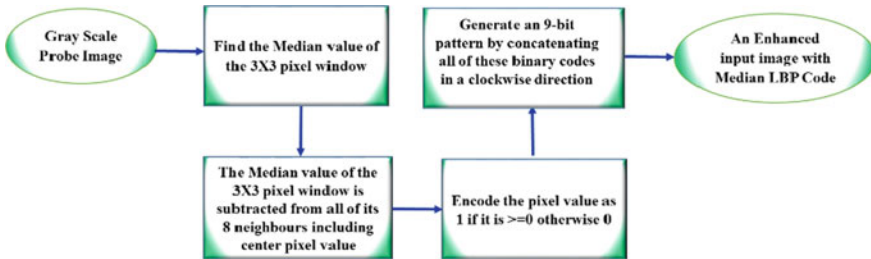 Gray Scale
Probe Image
Find the Median value of
the 3X3 pixel window
The Median value of the
3X3 pixel window is
subtracted from all of its
8 neighbours including
center pixel value
Encode the pixel value as
1 if it is >=0 otherwise 0
Generate an 9-bit
pattern by concatenating
all of these binary codes
in a clockwise direction
An Enhanced
input image with
Median LBP Code